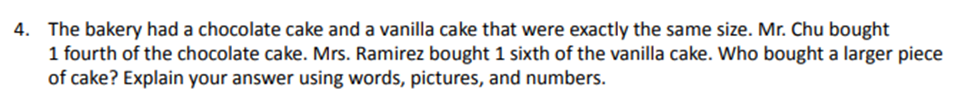 4. The bakery had a chocolate cake and a vanilla cake that were exactly the same size. Mr. Chu bought
1 fourth of the chocolate cake. Mrs. Ramirez bought 1 sixth of the vanilla cake. Who bought a larger piece
of cake? Explain your answer using words, pictures, and numbers.